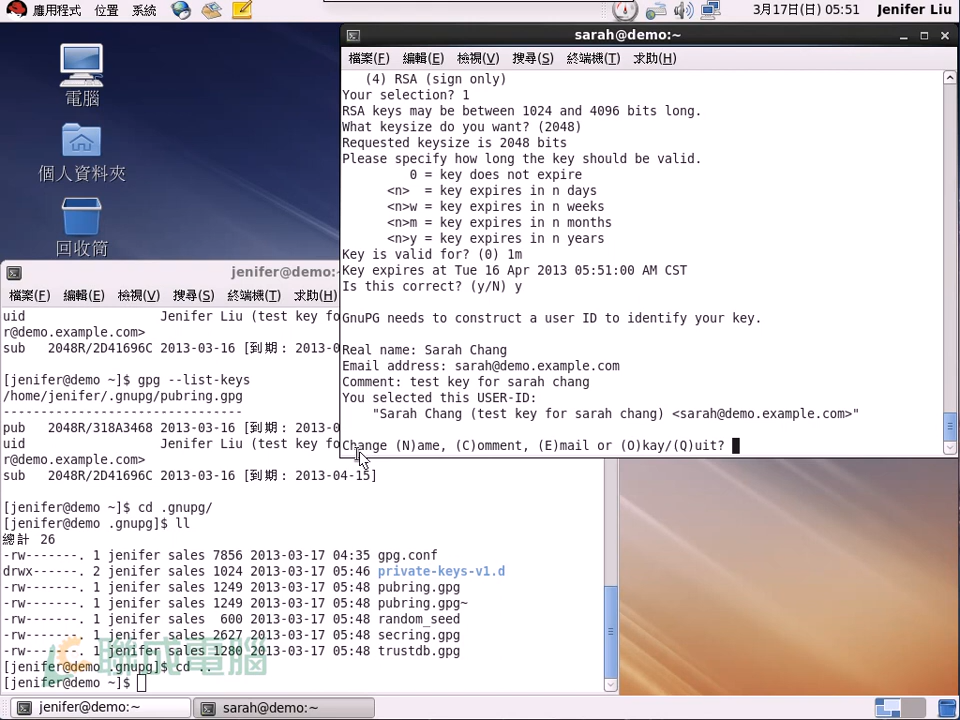 應用程式 位置 系統 3月17日(日) 05:51 Jenifer Liu
電腦
個人資料夾
回收筒
sarah@demo:~
檔案(F) 編輯(E) 檢視(V) 搜尋(S) 終端機(T) 求助(H)
(4) RSA (sign only)
Your selection? 1
RSA keys may be between 1024 and 4096 bits long.
What keysize do you want? (2048)
Requested keysize is 2048 bits
Please specify how long the key should be valid.
0 = key does not expire
<n> = key expires in n days
<n>w = key expires in n weeks
<n>m = key expires in n months
<n>y = key expires in n years
Key is valid for? (0) 1m
Key expires at Tue 16 Apr 2013 05:51:00 AM CST
Is this correct? (y/N) y
GnuPG needs to construct a user ID to identify your key.
Real name: Sarah Chang
Email address: sarah@demo.example.com
Comment: test key for sarah chang
You selected this USER-ID:
"Sarah Chang (test key for sarah chang) <sarah@demo.example.com>"
Change (N)ame, (C)omment, (E)mail or (O)kay/(Q)uit?
jenifer@demo:
檔案(F) 編輯(E) 檢視(V) 搜尋(S) 終端機(T) 求助(H)
uid Jenifer Liu (test key fo
r@demo.example.com>
sub 2048R/2D41696C 2013-03-16 [到期: 2013-0
[jenifer@demo ~]$ gpg --list-keys
/home/jenifer/.gnupg/pubring.gpg
--------------------------------
pub 2048R/318A3468 2013-03-16 [到期: 2013-0
uid Jenifer Liu (test key fo
r@demo.example.com>
sub 2048R/2D41696C 2013-03-16 [到期: 2013-04-15]
[jenifer@demo ~]$ cd .gnupg/
[jenifer@demo .gnupg]$ ll
總計 26
-rw-------. 1 jenifer sales 7856 2013-03-17 04:35 gpg.conf
drwx------. 2 jenifer sales 1024 2013-03-17 05:46 private-keys-v1.d
-rw-------. 1 jenifer sales 1249 2013-03-17 05:48 pubring.gpg
-rw-------. 1 jenifer sales 1249 2013-03-17 05:48 pubring.gpg~
-rw-------. 1 jenifer sales 600 2013-03-17 05:48 random_seed
-rw-------. 1 jenifer sales 2627 2013-03-17 05:48 secring.gpg
-rw-------. 1 jenifer sales 1280 2013-03-17 05:48 trustdb.gpg
[jenifer@demo .gnupg]$ cd ..
[jenifer@demo ~]$
聯成電腦
jenifer@demo:~ sarah@demo:~